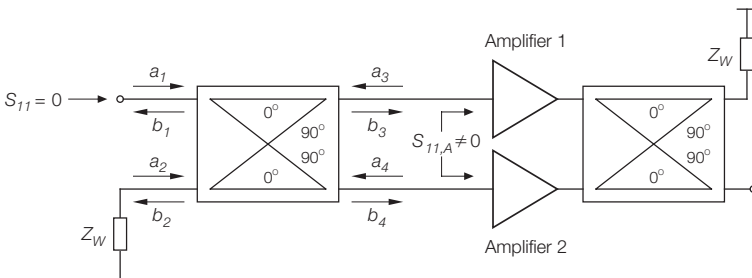 Amplifier 1
Z_W
a_1
a_3
S_11 = 0
0°
0°
b_1
90°
b_3
90°
a_2
90°
a_4
S_11,A ≠ 0
90°
0°
0°
b_2
b_4
Z_W
Amplifier 2